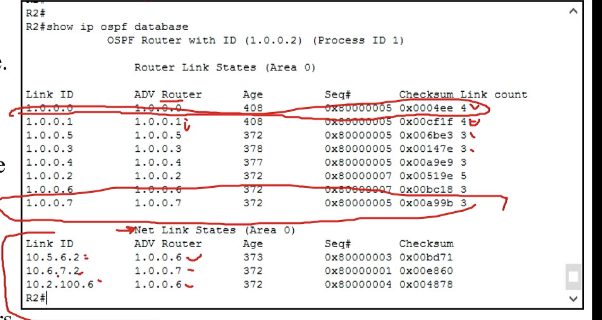 R2#
R2#show ip ospf database
OSPF Router with ID (1.0.0.2) (Process ID 1)
e.
Router Link States (Area 0)
Link ID ADV Router Age Seq# Checksum Link count
1.0.0.0 1.0.0.0 408 0x80000005 0x0004ee 4
1.0.0.1 1.0.0.1 408 0x80000005 0x00cf1f 4
1.0.0.5 1.0.0.5 372 0x80000005 0x006be3 3
1.0.0.3 1.0.0.3 378 0x80000005 0x00147e 3
e
1.0.0.4 1.0.0.4 377 0x80000005 0x00a9e9 3
1.0.0.2 1.0.0.2 372 0x80000007 0x00519e 5
1.0.0.6 1.0.0.6 372 0x80000007 0x00bc18 3
1.0.0.7 1.0.0.7 372 0x80000005 0x00a99b 3
Net Link States (Area 0)
Link ID ADV Router Age Seq# Checksum
10.5.6.2 1.0.0.6 373 0x80000003 0x00bd71
10.6.7.2 1.0.0.7 372 0x80000001 0x00e860
10.2.100.6 1.0.0.6 372 0x80000004 0x004878
R2#